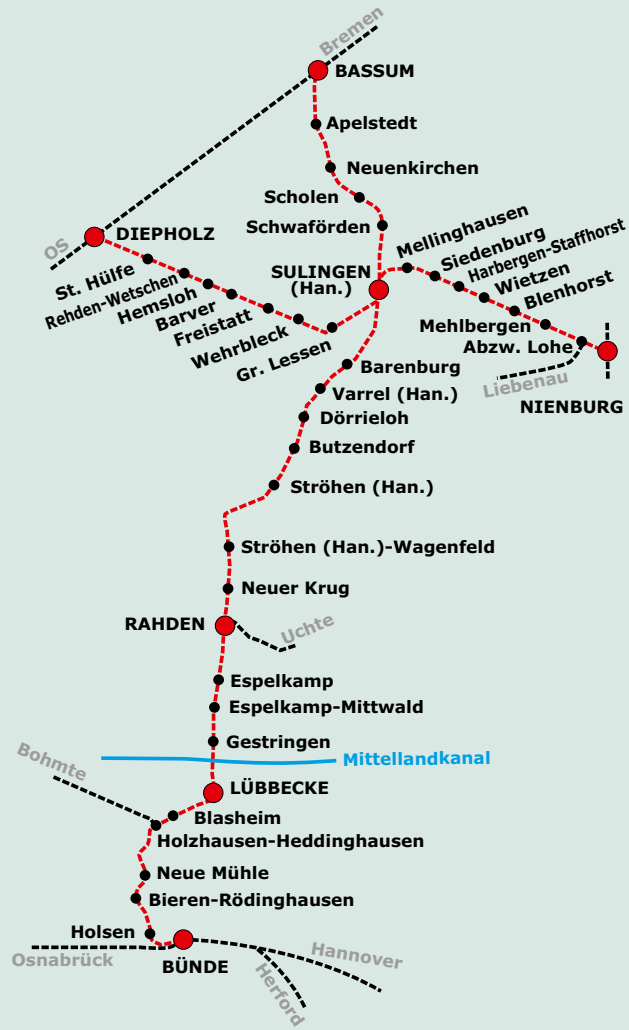 Bremen
BASSUM
Apelstedt
Neuenkirchen
Scholen
Schwaförden
DIEPHOLZ
OS
St. Hülfe
Rehden-Wetschen
Hemsloh
Barver
Freistatt
Wehrbleck
Gr. Lessen
SULINGEN
(Han.)
Mellinghausen
Siedenburg
Harbergen-Staffhorst
Wietzen
Blenhorst
Mehlbergen
Abzw. Lohe
Liebenau
NIENBURG
Barenburg
Varrel (Han.)
Dörrieloh
Butzendorf
Ströhen (Han.)
Ströhen (Han.)-Wagenfeld
Neuer Krug
RAHDEN
Uchte
Espelkamp
Espelkamp-Mittwald
Gestringen
Bohmte
Mittellandkanal
LÜBBECKE
Blasheim
Holzhausen-Heddinghausen
Neue Mühle
Bieren-Rödinghausen
Holsen
Osnabrück
BÜNDE
Hannover
Herford